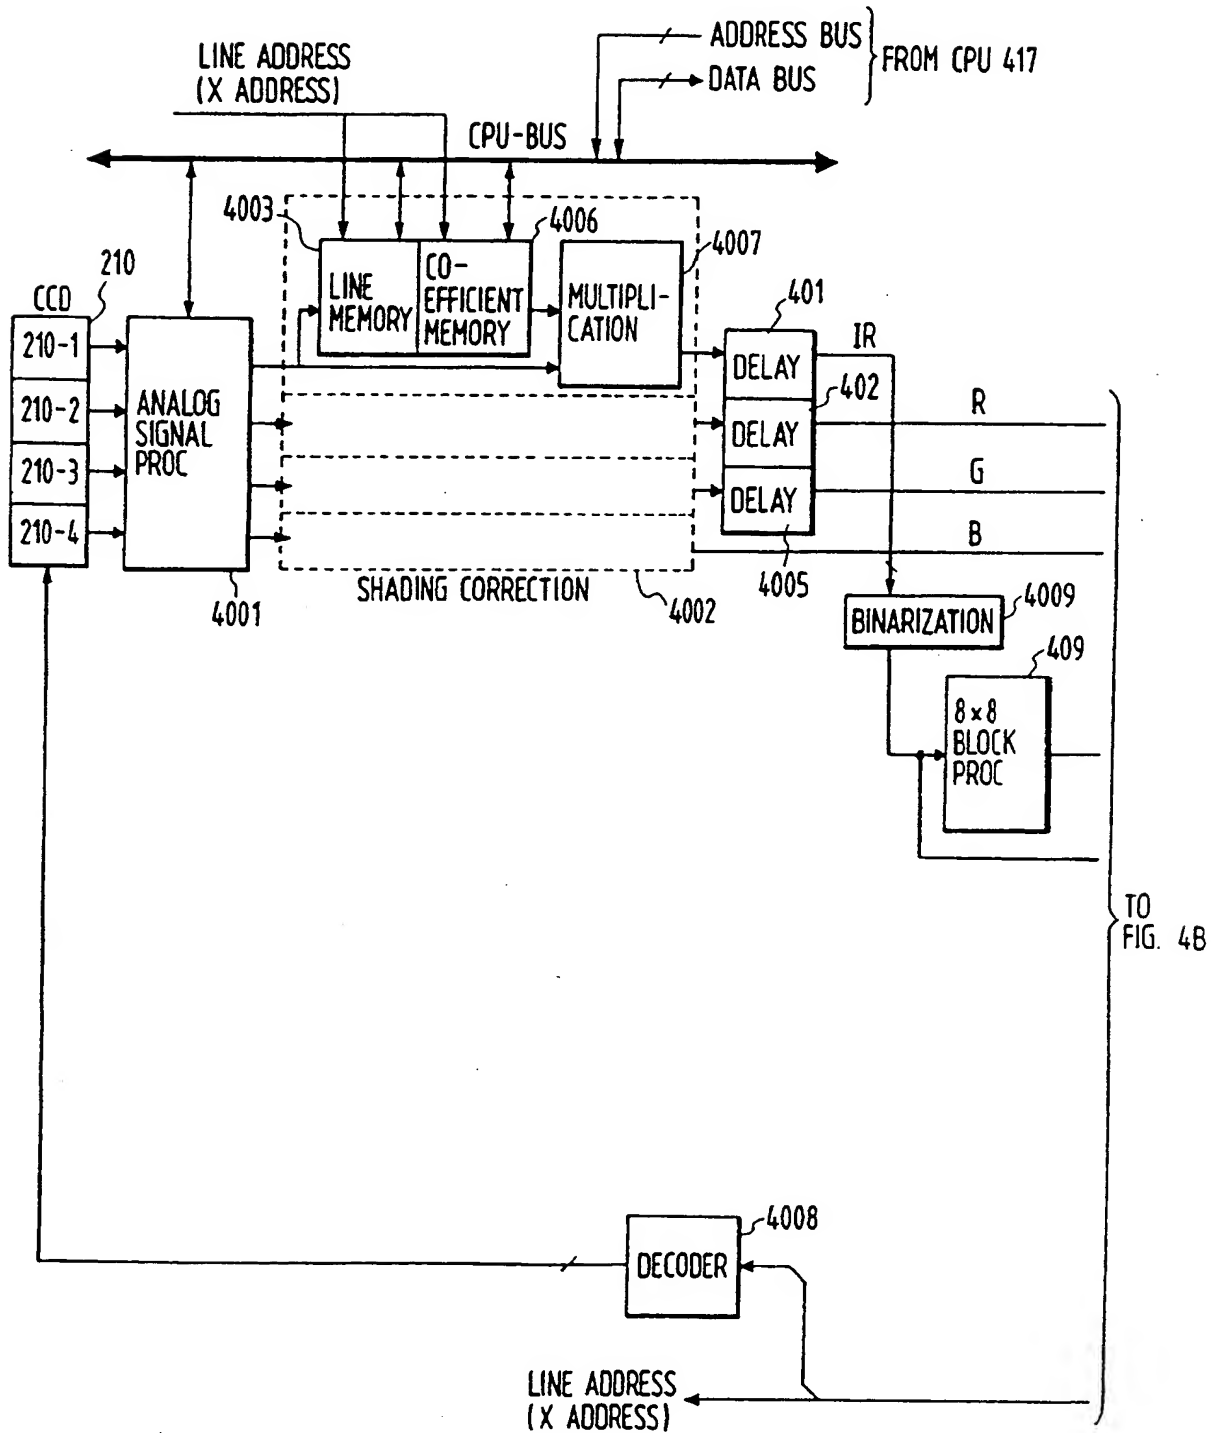 LINE ADDRESS
(X ADDRESS)
ADDRESS BUS
DATA BUS
FROM CPU 417
CPU-BUS
4003
4006
4007
210
CCD
210-1
210-2
210-3
210-4
ANALOG
SIGNAL
PROC
4001
LINE
MEMORY
CO-
EFFICIENT
MEMORY
MULTIPLI-
CATION
401
DELAY
IR
402
DELAY
R
DELAY
G
B
4005
SHADING CORRECTION
4002
BINARIZATION
4009
409
8×8
BLOCK
PROC
TO
FIG. 4B
DECODER
4008
LINE ADDRESS
(X ADDRESS)